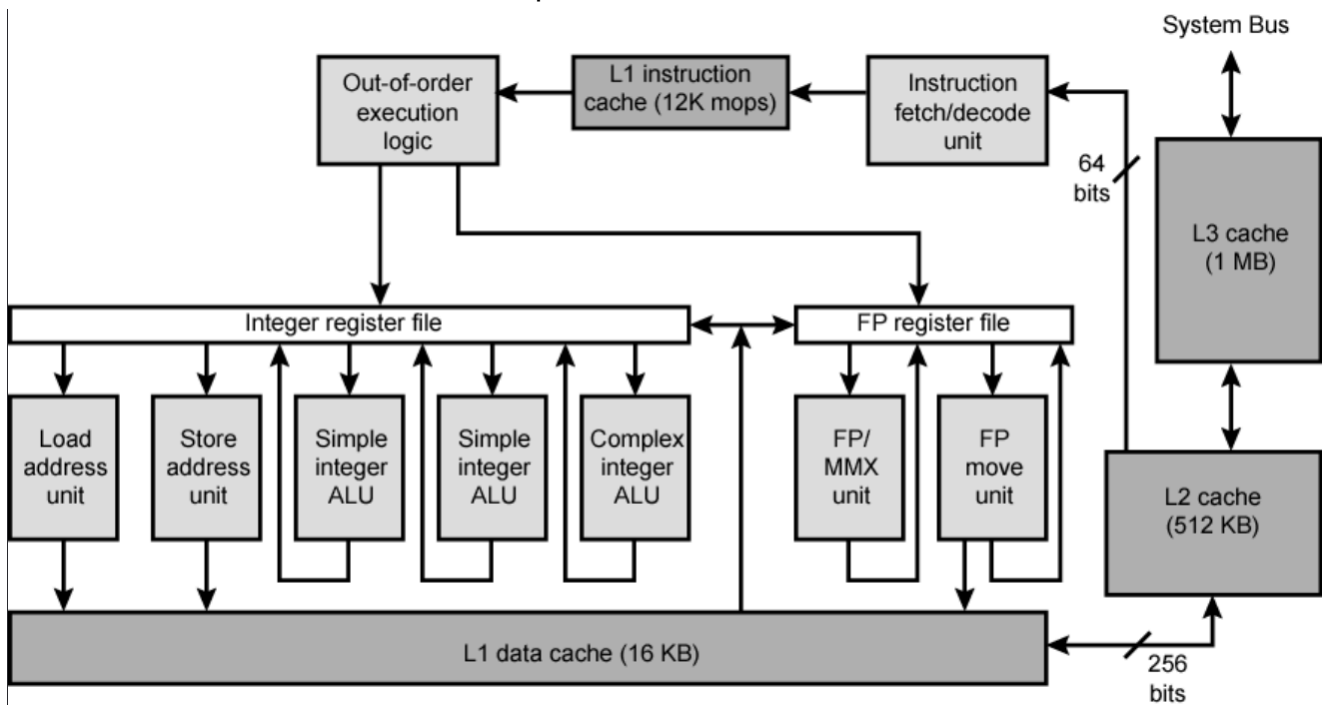 System Bus
Out-of-order
execution
logic
L1 instruction
cache (12K mops)
Instruction
fetch/decode
unit
64
bits
L3 cache
(1 MB)
Integer register file
FP register file
Load
address
unit
Store
address
unit
Simple
integer
ALU
Simple
integer
ALU
Complex
integer
ALU
FP/
MMX
unit
FP
move
unit
L2 cache
(512 KB)
L1 data cache (16 KB)
256
bits